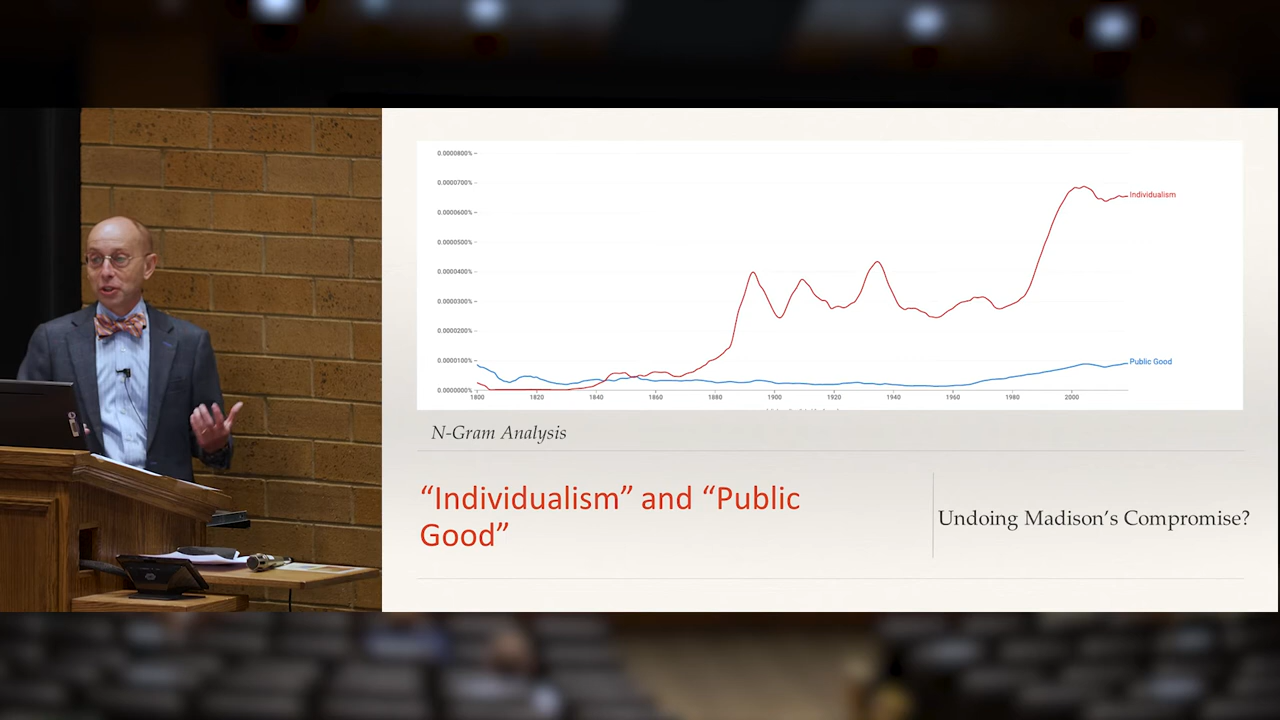 0.0000800%
0.0000700%
0.0000600%
0.0000500%
0.0000400%
0.0000300%
0.0000200%
0.0000100%
0.0000000%
Individualism
Public Good
1800 1820 1840 1860 1880 1900 1920 1940 1960 1980 2000
N-Gram Analysis
“Individualism” and “Public
Good”
Undoing Madison’s Compromise?